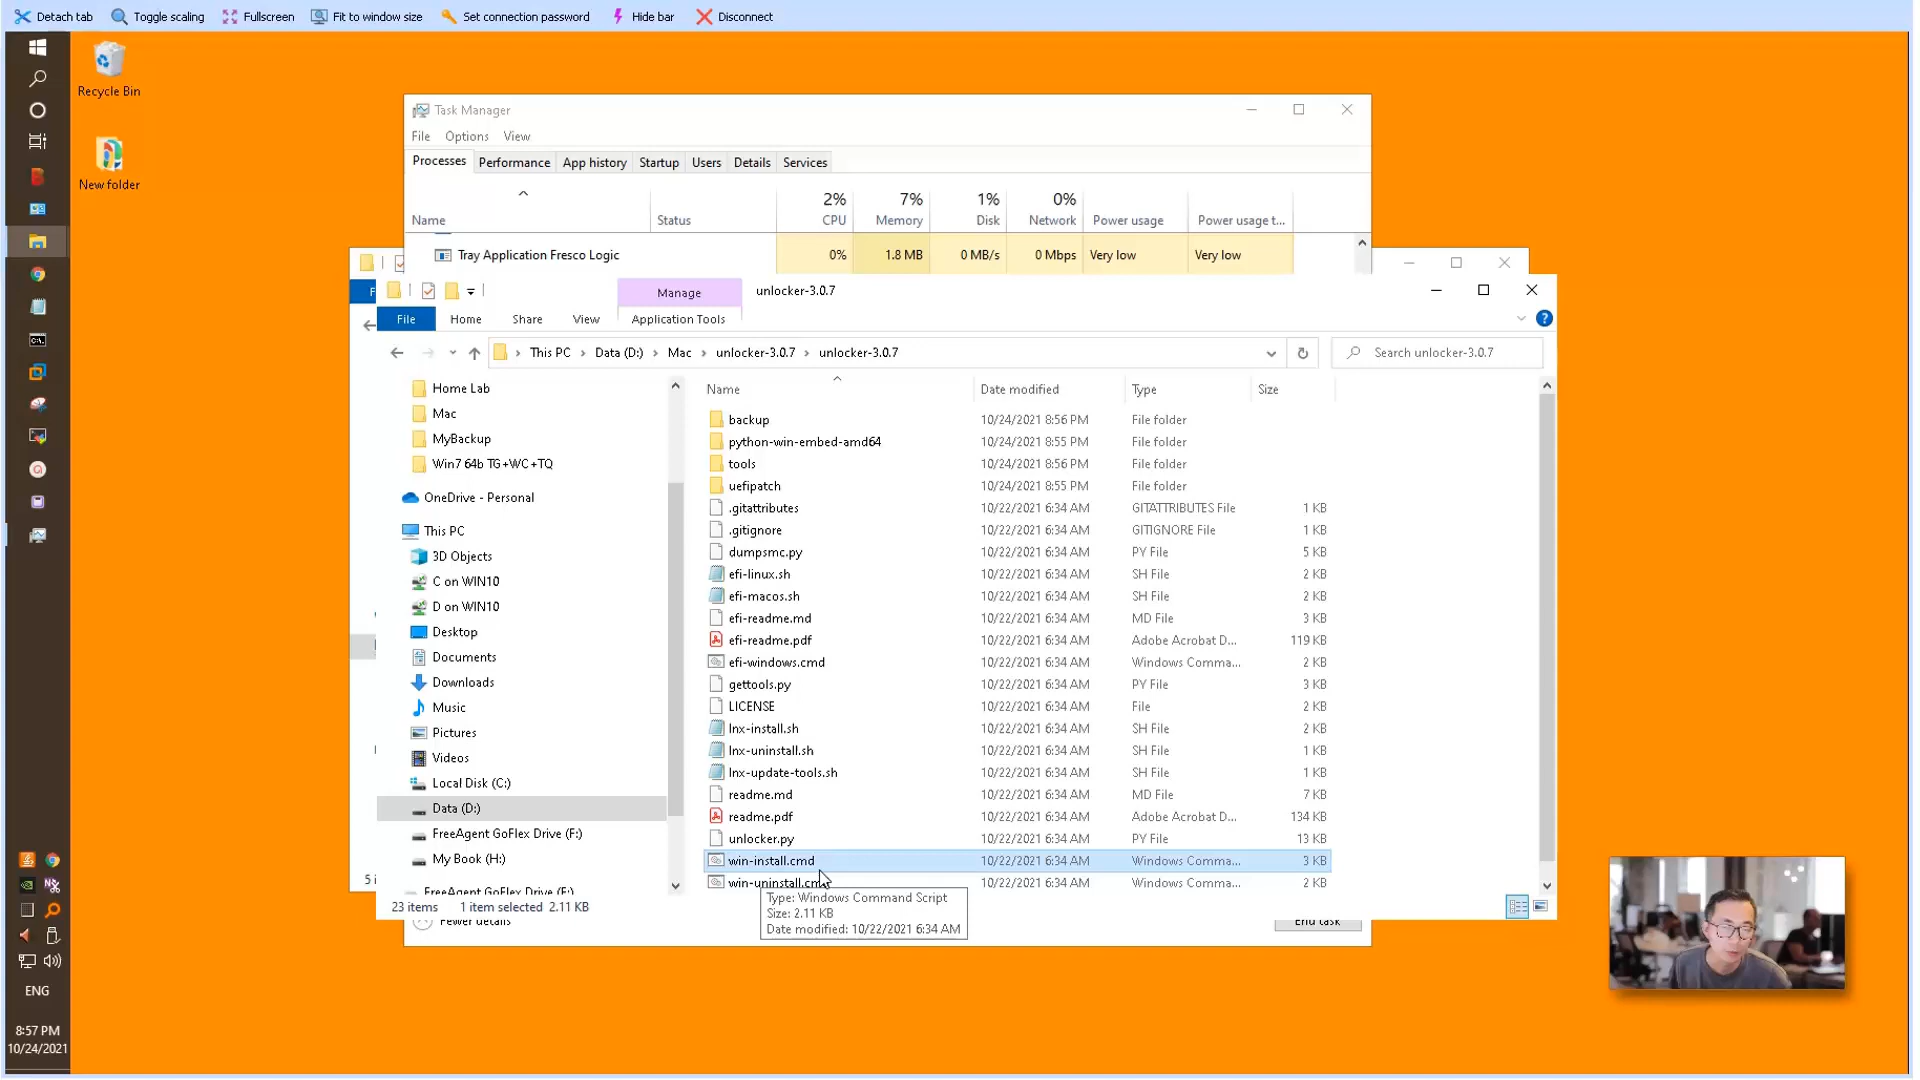 Detach tab Toggle scaling Fullscreen Fit to window size Set connection password Hide bar Disconnect
Recycle Bin
New folder
Task Manager
File Options View
Processes Performance App history Startup Users Details Services
2% 7% 1% 0%
Name Status CPU Memory Disk Network Power usage Power usage t...
Tray Application Fresco Logic 0% 1.8 MB 0 MB/s 0 Mbps Very low Very low
Manage unlocker-3.0.7
File Home Share View Application Tools
This PC › Data (D:) › Mac › unlocker-3.0.7 › unlocker-3.0.7
Search unlocker-3.0.7
Home Lab
Mac
MyBackup
Win7 64b TG+WC+TQ
OneDrive - Personal
This PC
3D Objects
C on WIN10
D on WIN10
Desktop
Documents
Downloads
Music
Pictures
Videos
Local Disk (C:)
Data (D:)
FreeAgent GoFlex Drive (F:)
My Book (H:)
FreeAgent GoFlex Drive (F:)
Name Date modified Type Size
backup 10/24/2021 8:56 PM File folder
python-win-embed-amd64 10/24/2021 8:55 PM File folder
tools 10/24/2021 8:56 PM File folder
uefipatch 10/24/2021 8:55 PM File folder
.gitattributes 10/22/2021 6:34 AM GITATTRIBUTES File 1 KB
.gitignore 10/22/2021 6:34 AM GITIGNORE File 1 KB
dumpsmc.py 10/22/2021 6:34 AM PY File 5 KB
efi-linux.sh 10/22/2021 6:34 AM SH File 2 KB
efi-macos.sh 10/22/2021 6:34 AM SH File 2 KB
efi-readme.md 10/22/2021 6:34 AM MD File 3 KB
efi-readme.pdf 10/22/2021 6:34 AM Adobe Acrobat D... 119 KB
efi-windows.cmd 10/22/2021 6:34 AM Windows Comma... 2 KB
gettools.py 10/22/2021 6:34 AM PY File 3 KB
LICENSE 10/22/2021 6:34 AM File 2 KB
lnx-install.sh 10/22/2021 6:34 AM SH File 2 KB
lnx-uninstall.sh 10/22/2021 6:34 AM SH File 1 KB
lnx-update-tools.sh 10/22/2021 6:34 AM SH File 1 KB
readme.md 10/22/2021 6:34 AM MD File 7 KB
readme.pdf 10/22/2021 6:34 AM Adobe Acrobat D... 134 KB
unlocker.py 10/22/2021 6:34 AM PY File 13 KB
win-install.cmd 10/22/2021 6:34 AM Windows Comma... 3 KB
win-uninstall.cmd 10/22/2021 6:34 AM Windows Comma... 2 KB
Type: Windows Command Script
Size: 2.11 KB
Date modified: 10/22/2021 6:34 AM
23 items 1 item selected 2.11 KB
Fewer details End task
ENG
8:57 PM
10/24/2021